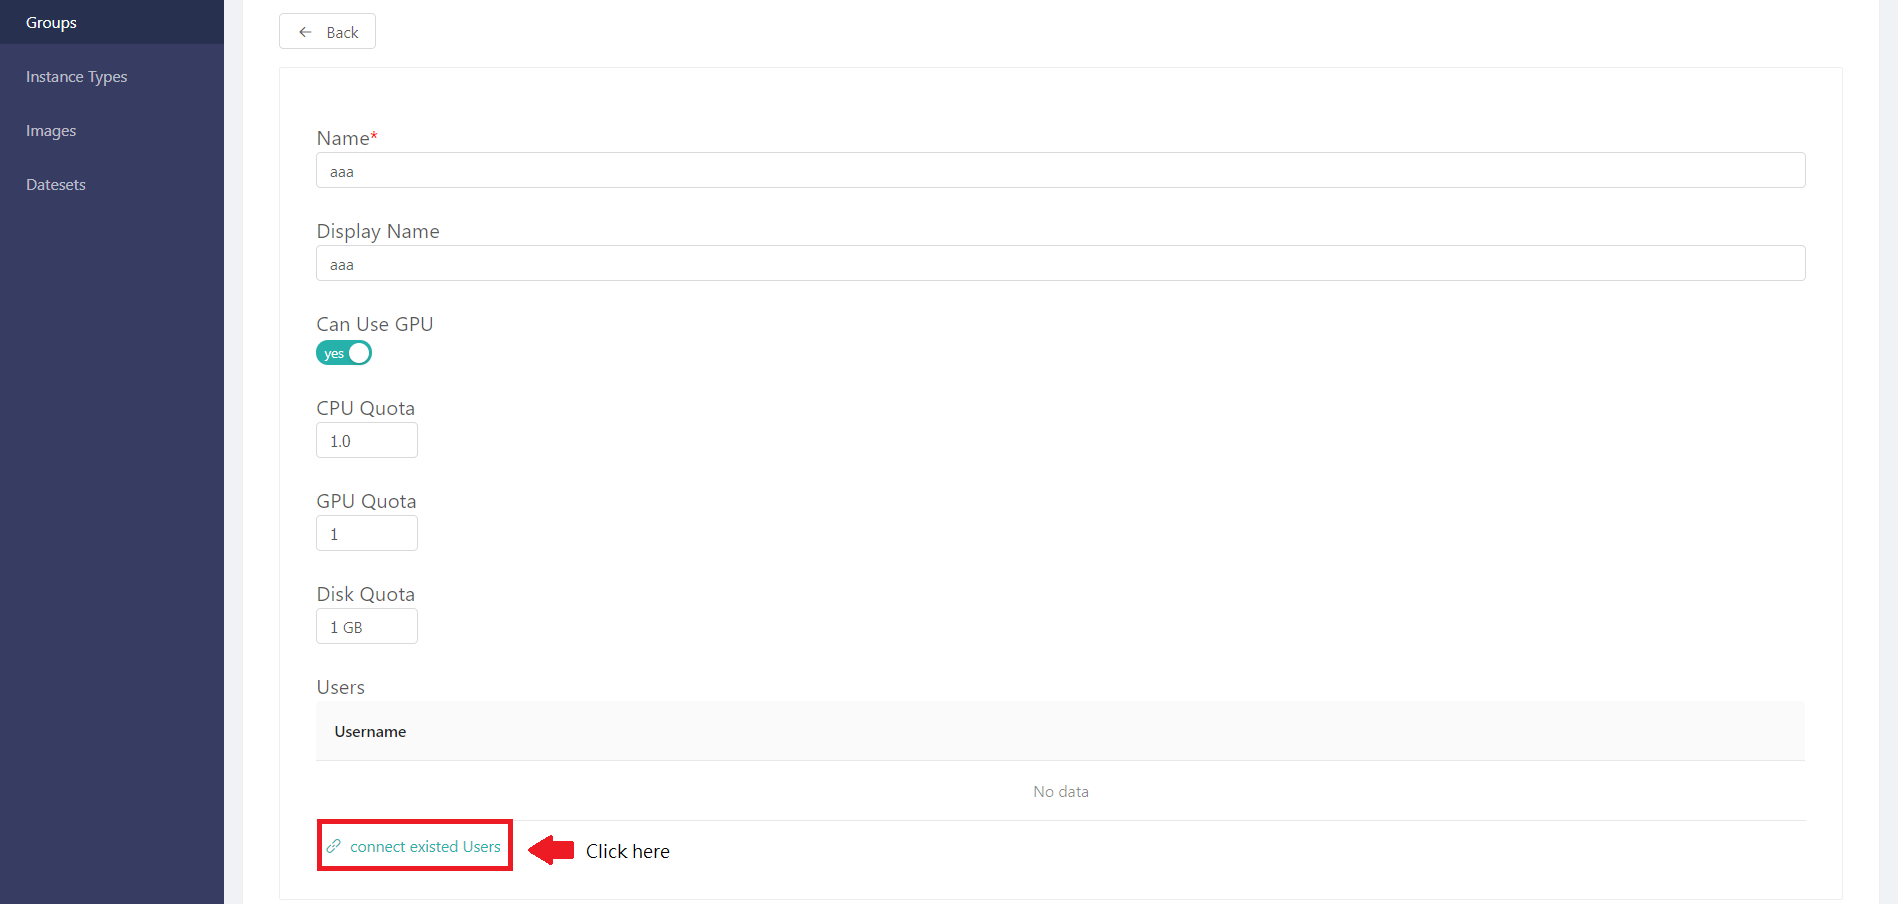 Groups
Instance Types
Images
Datesets
Back
Name*
aaa
Display Name
aaa
Can Use GPU
yes
CPU Quota
1.0
GPU Quota
1
Disk Quota
1 GB
Users
Username
No data
connect existed Users
Click here